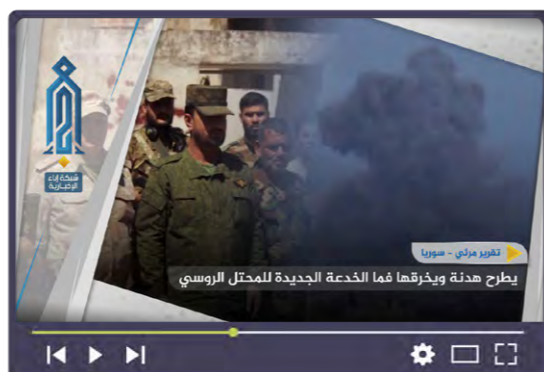 شبكة إباء
الإخبارية
تقرير مرئي - سوريا
يطرح هدنة ويخرقها فما الخدعة الجديدة للمحتل الروسي